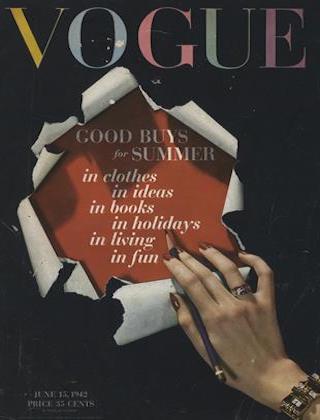 VOGUE
GOOD BUYS
for SUMMER
in clothes
in ideas
in books
in holidays
in living
in fun
JUNE 15, 1942
PRICE 35 CENTS